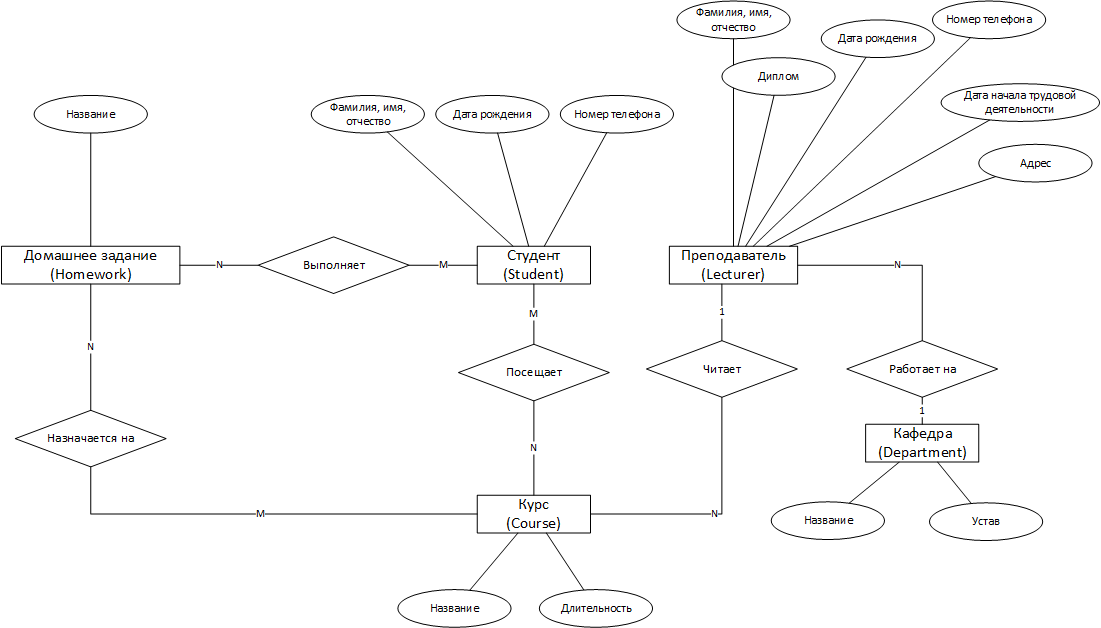 Фамилия, имя,
отчество
Номер телефона
Дата рождения
Диплом
Дата начала трудовой
деятельности
Адрес
Название
Фамилия, имя,
отчество
Дата рождения
Номер телефона
Домашнее задание
(Homework)
N
Выполняет
M
Студент
(Student)
Преподаватель
(Lecturer)
N
M
1
N
Посещает
Читает
Работает на
1
Назначается на
Кафедра
(Department)
N
M
Курс
(Course)
N
Название
Устав
Название
Длительность